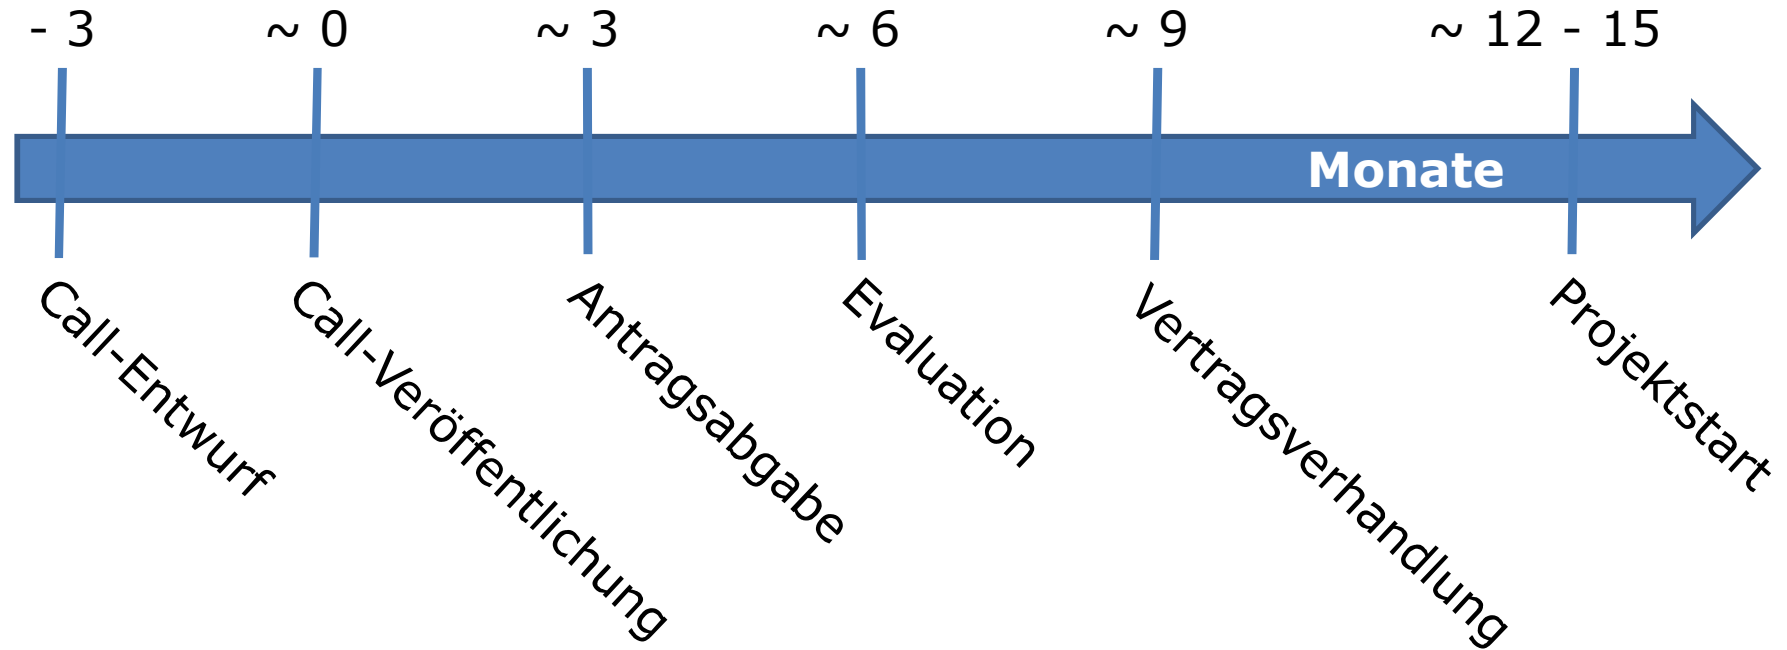 - 3
~ 0
~ 3
~ 6
~ 9
~ 12 - 15
Monate
Call-Entwurf
Call-Veröffentlichung
Antragsabgabe
Evaluation
Vertragsverhandlung
Projektstart